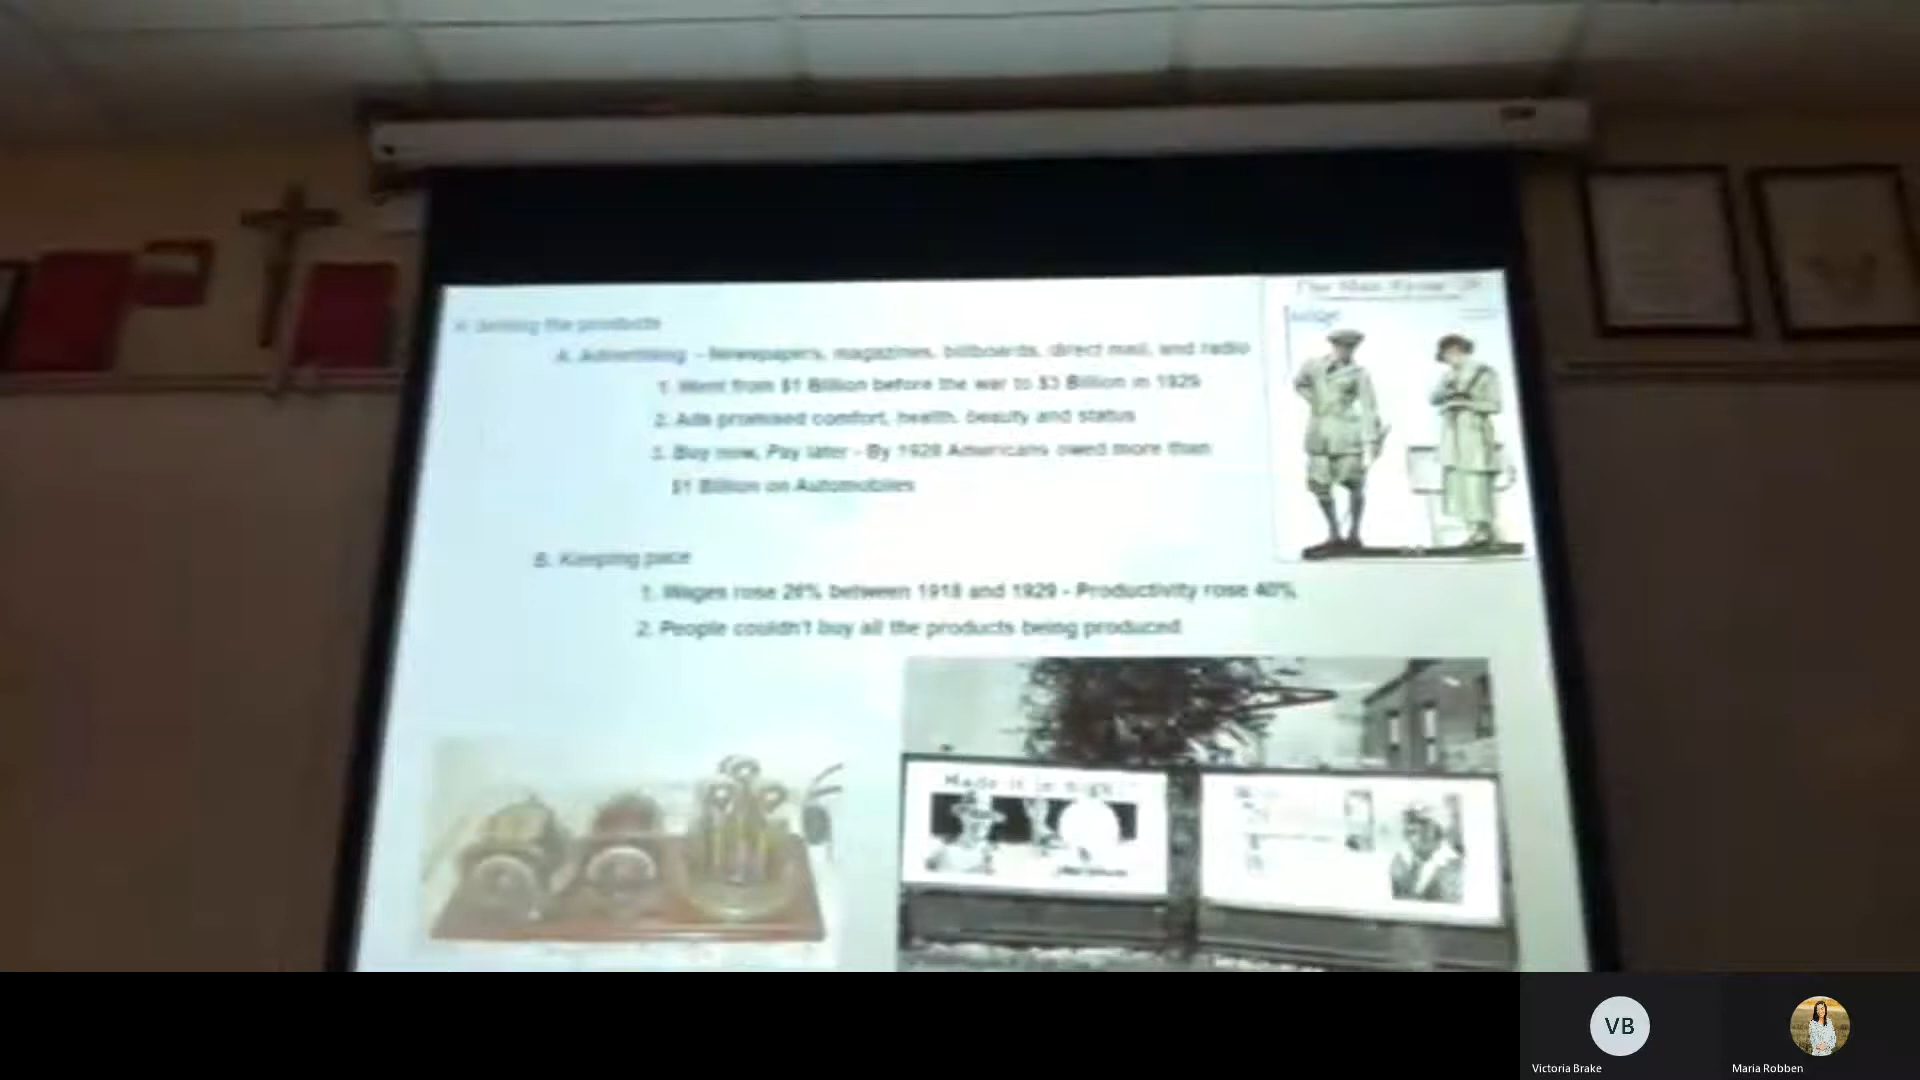 Selling the products
A. Advertising - Newspapers, magazines, billboards, direct mail, and radio
1. Went from $1 Billion before the war to $3 Billion in 1929
2. Ads promised comfort, health, beauty and status
3. Buy now, Pay later - By 1928 Americans owed more than
$1 Billion on Automobiles
B. Keeping pace
1. Wages rose 26% between 1918 and 1929 - Productivity rose 40%
2. People couldn't buy all the products being produced
VB
Victoria Brake
Maria Robben